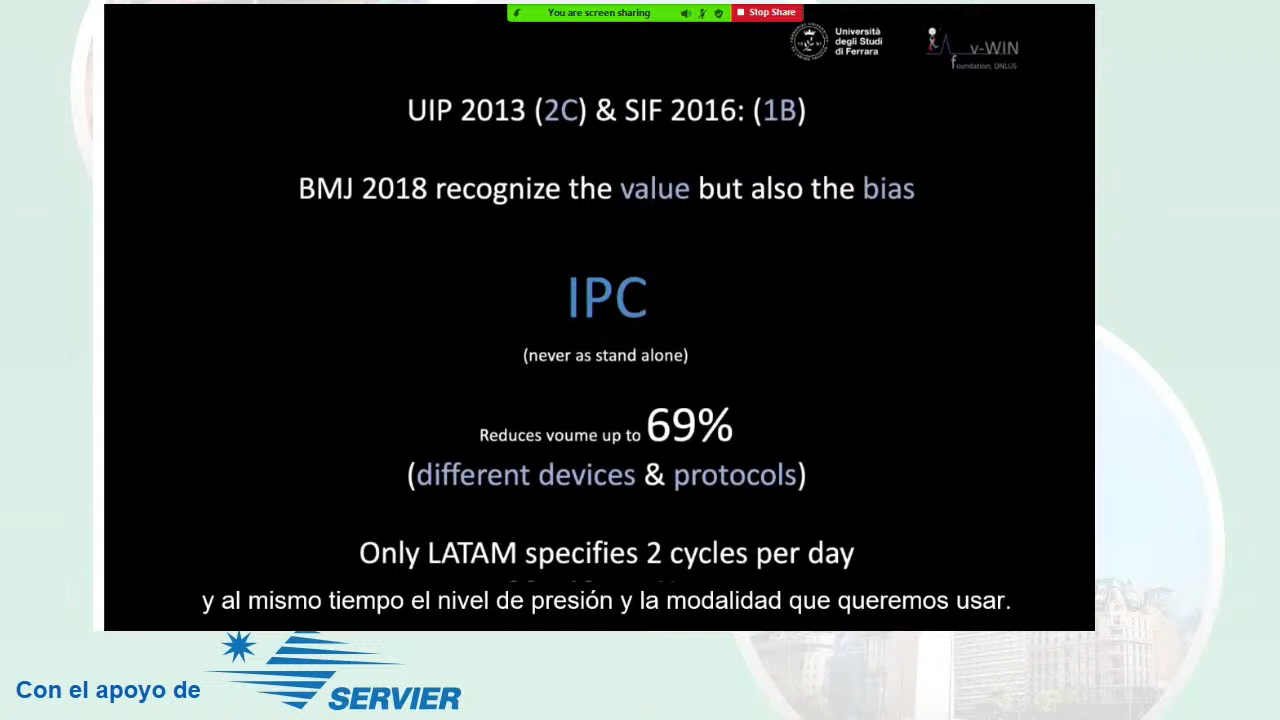 You are screen sharing
Stop Share
Università
degli Studi
di Ferrara
v-WIN
foundation, ONLUS
UIP 2013 (2C) & SIF 2016: (1B)
BMJ 2018 recognize the value but also the bias
IPC
(never as stand alone)
Reduces voume up to 69%
(different devices & protocols)
Only LATAM specifies 2 cycles per day
y al mismo tiempo el nivel de presión y la modalidad que queremos usar.
Con el apoyo de
SERVIER